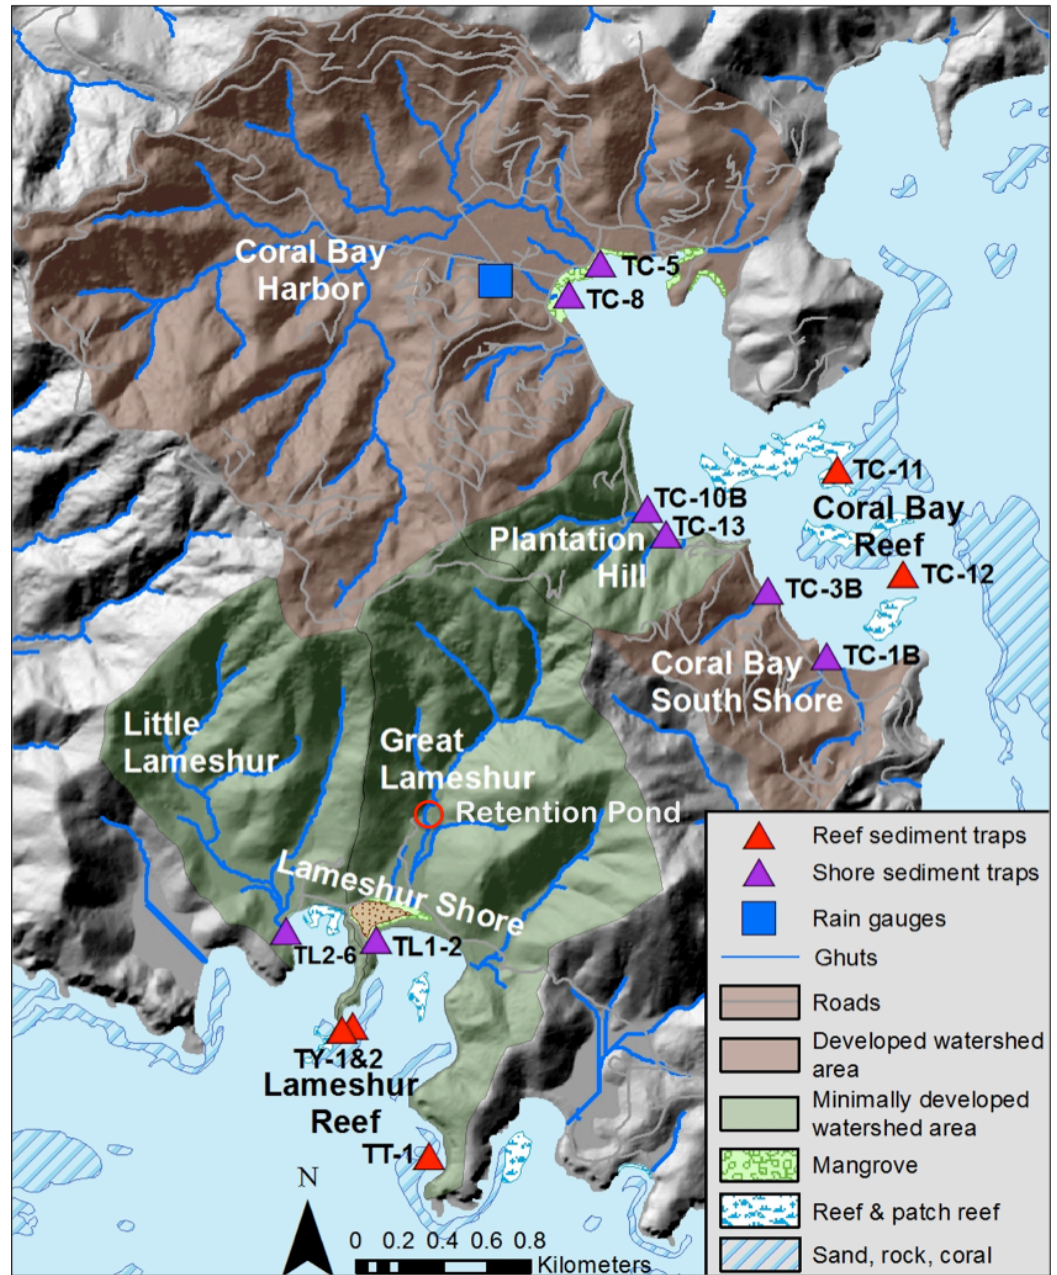 Coral Bay
Harbor
TC-5
TC-8
TC-11
Coral Bay
Reef
TC-10B
TC-13
Plantation
Hill
TC-12
TC-3B
TC-1B
Coral Bay
South Shore
Little
Lameshur
Great
Lameshur
Retention Pond
Lameshur Shore
TL2-6
TL1-2
TY-1&2
Lameshur
Reef
TT-1
N
0 0.2 0.4 0.6 0.8
Kilometers
Reef sediment traps
Shore sediment traps
Rain gauges
Ghuts
Roads
Developed watershed
area
Minimally developed
watershed area
Mangrove
Reef & patch reef
Sand, rock, coral